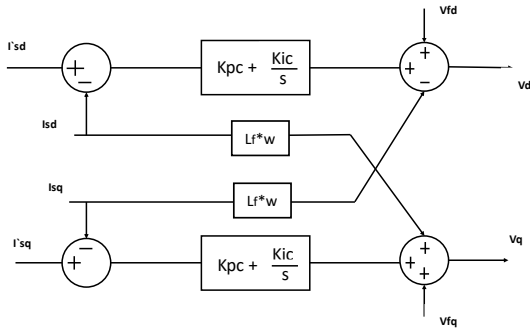 Vfd
I`sd
+
−
Kpc + Kic/s
+
+
−
Vd
Isd
Lf*w
Isq
Lf*w
I`sq
−
+
Kpc + Kic/s
+
+
+
Vq
Vfq